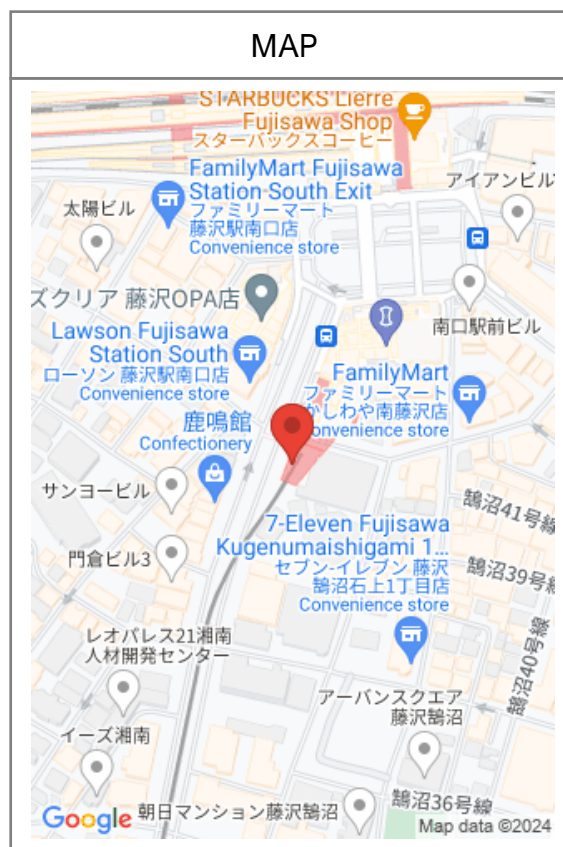 MAP
STARBUCKS Lierre
Fujisawa Shop
スターバックスコーヒー
FamilyMart Fujisawa
Station South Exit
ファミリーマート
藤沢駅南口店
Convenience store
アイアンビル
太陽ビル
ズクリア 藤沢OPA店
南口駅前ビル
Lawson Fujisawa
Station South
ローソン 藤沢駅南口店
Convenience store
FamilyMart
ファミリーマート
かしわや南藤沢店
onvenience store
鹿鳴館
Confectionery
サンヨービル
鵠沼41号線
7-Eleven Fujisawa
Kugenumaishigami 1...
セブン-イレブン 藤沢
鵠沼石上1丁目店
Convenience store
門倉ビル3
鵠沼39号線
レオパレス21湘南
人材開発センター
鵠沼40号線
アーバンスクエア
藤沢鵠沼
イーズ湘南
鵠沼36号線
朝日マンション藤沢鵠沼
Google
Map data ©2024